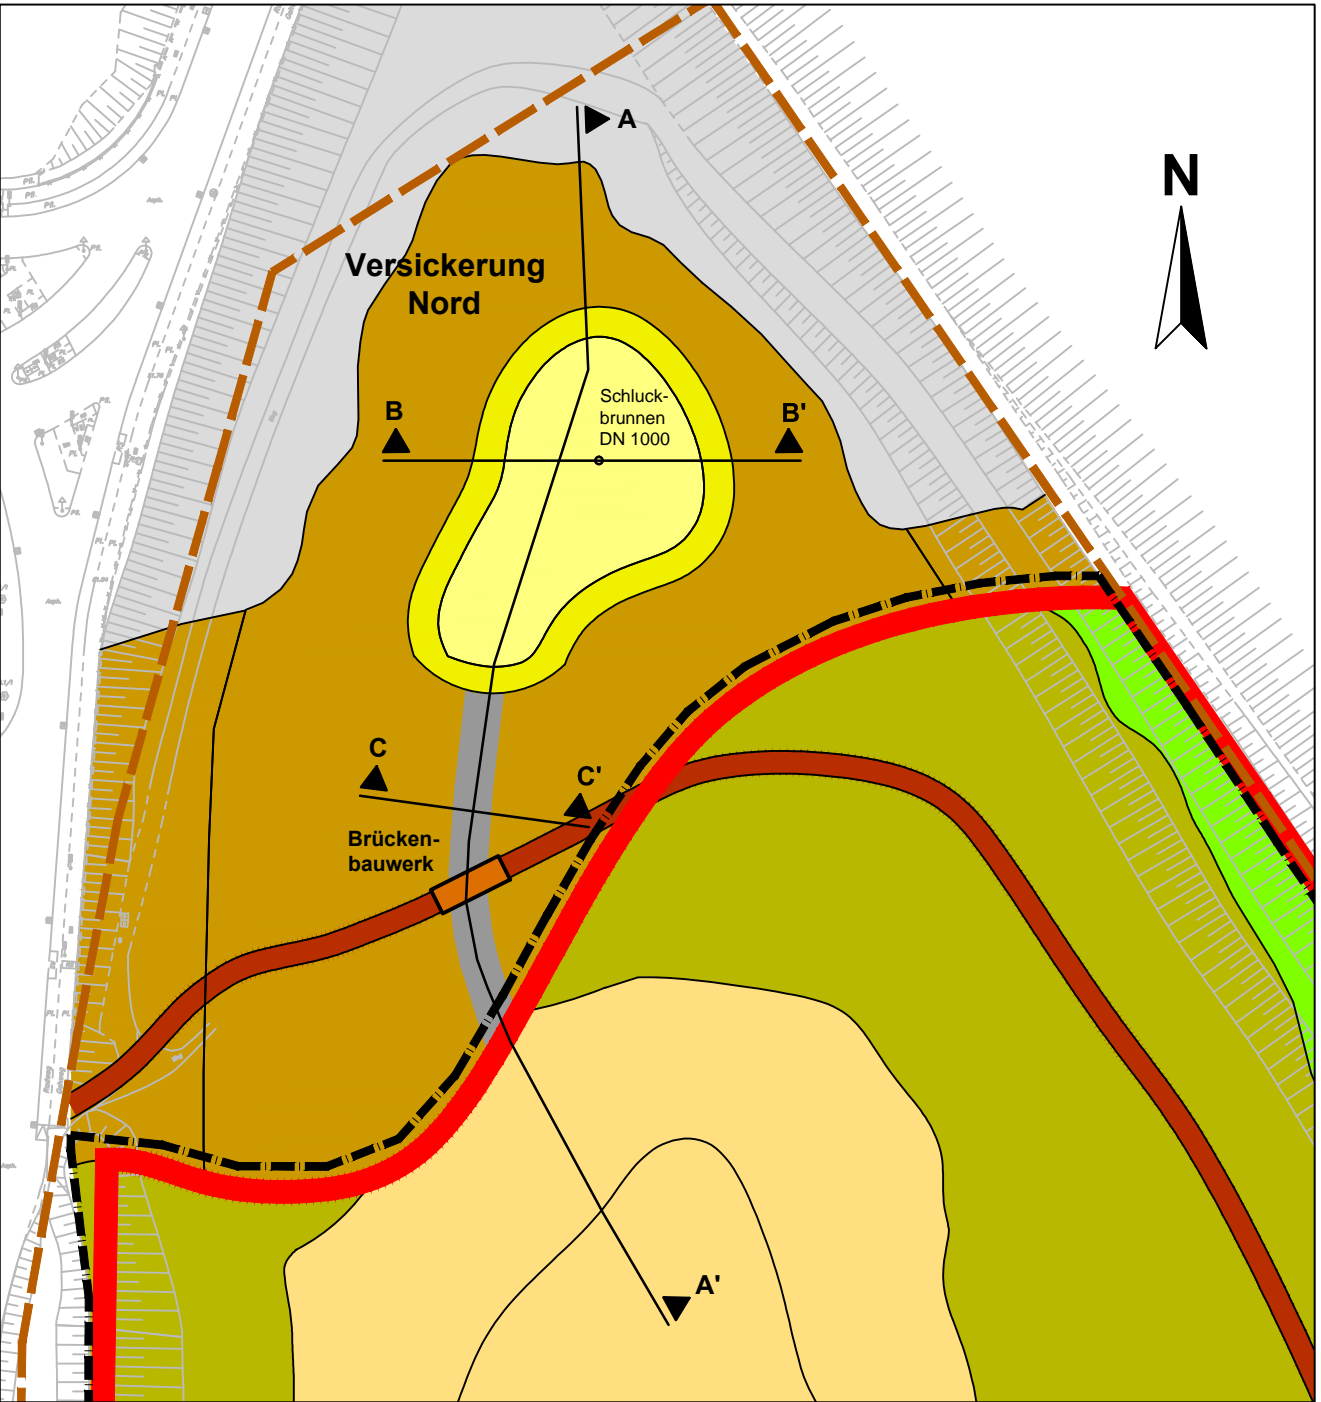 A
N
Versickerung
Nord
Schluck-
brunnen
DN 1000
B
B'
C
C'
Brücken-
bauwerk
A'